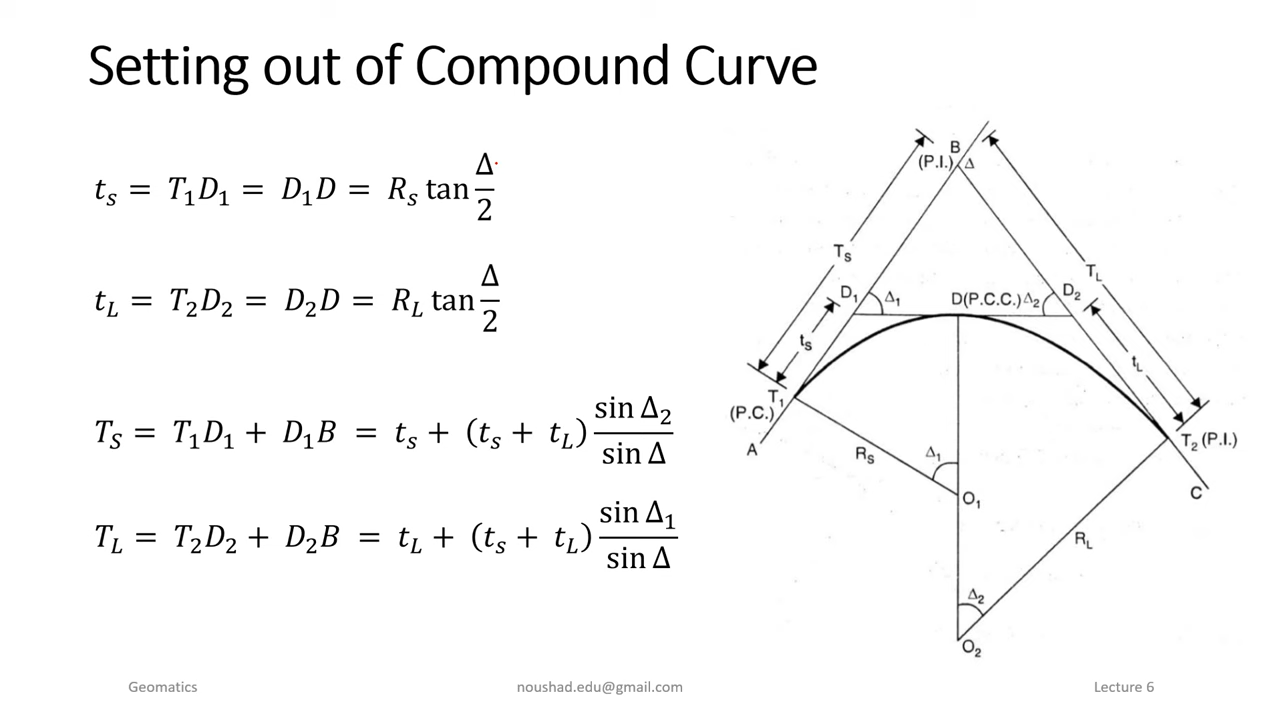 Setting out of Compound Curve
t_s = T_1D_1 = D_1D = R_s tan Δ/2
t_L = T_2D_2 = D_2D = R_L tan Δ/2
T_S = T_1D_1 + D_1B = t_s + (t_s + t_L) sin Δ_2/sin Δ
T_L = T_2D_2 + D_2B = t_L + (t_s + t_L) sin Δ_1/sin Δ
B
(P.I.) Δ
T_s
T_L
D_1 Δ_1
D(P.C.C.) Δ_2 D_2
t_s
t_L
T_1
(P.C.)
A
T_2 (P.I.)
C
R_s
Δ_1
O_1
R_L
Δ_2
O_2
Geomatics
noushad.edu@gmail.com
Lecture 6